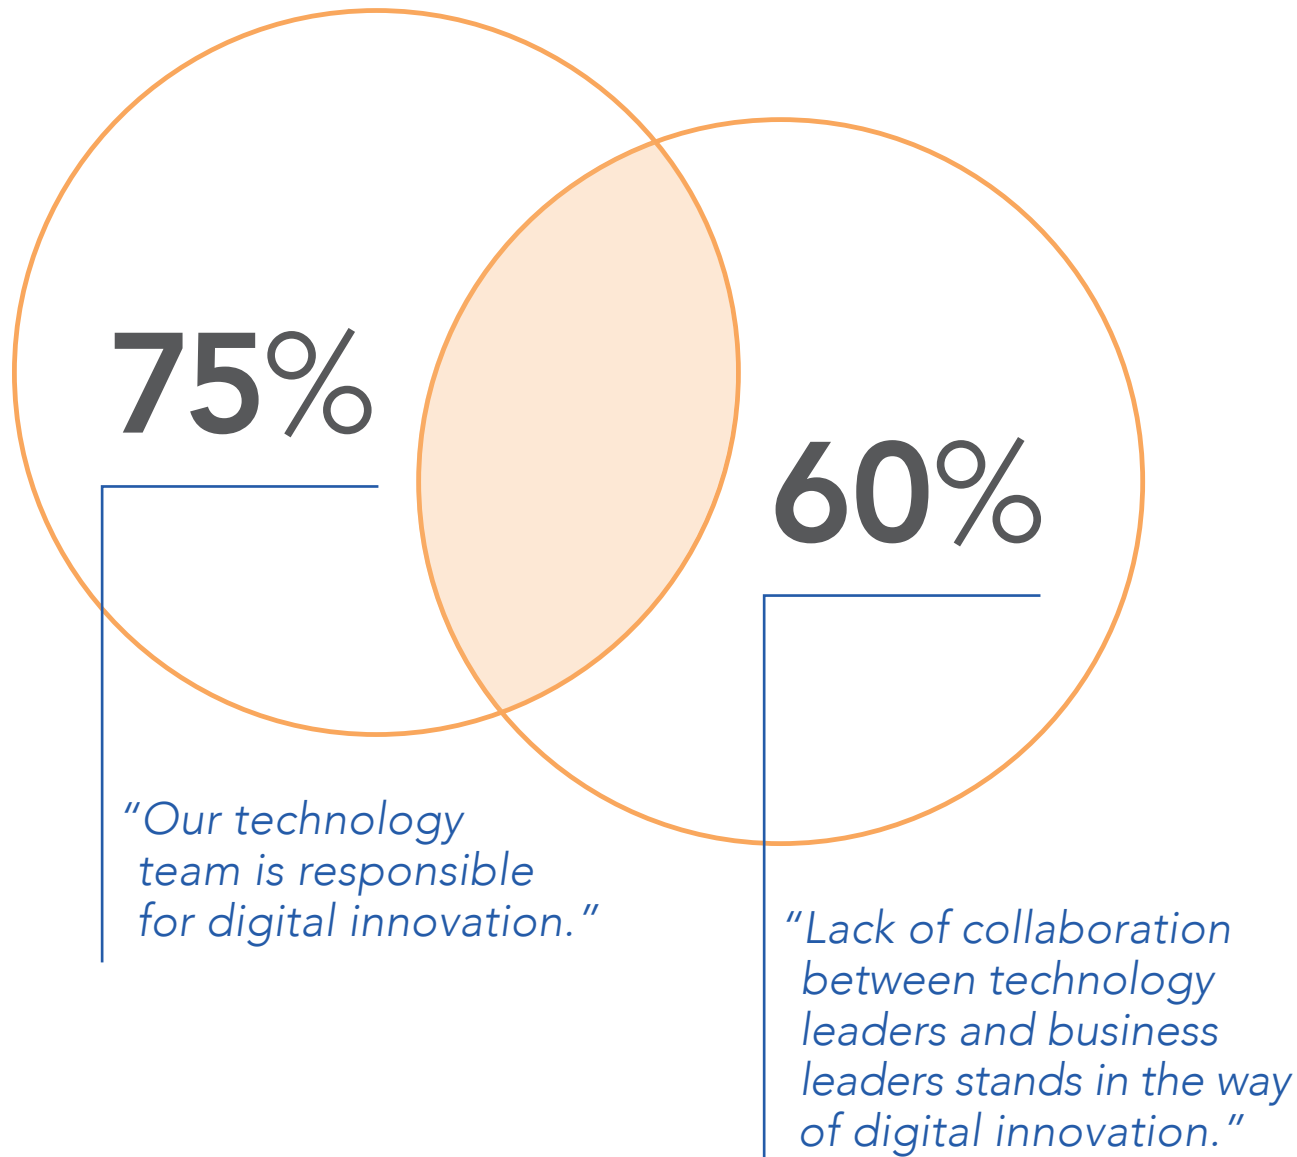 75%
60%
“Our technology
team is responsible
for digital innovation.”
“Lack of collaboration
between technology
leaders and business
leaders stands in the way
of digital innovation.”